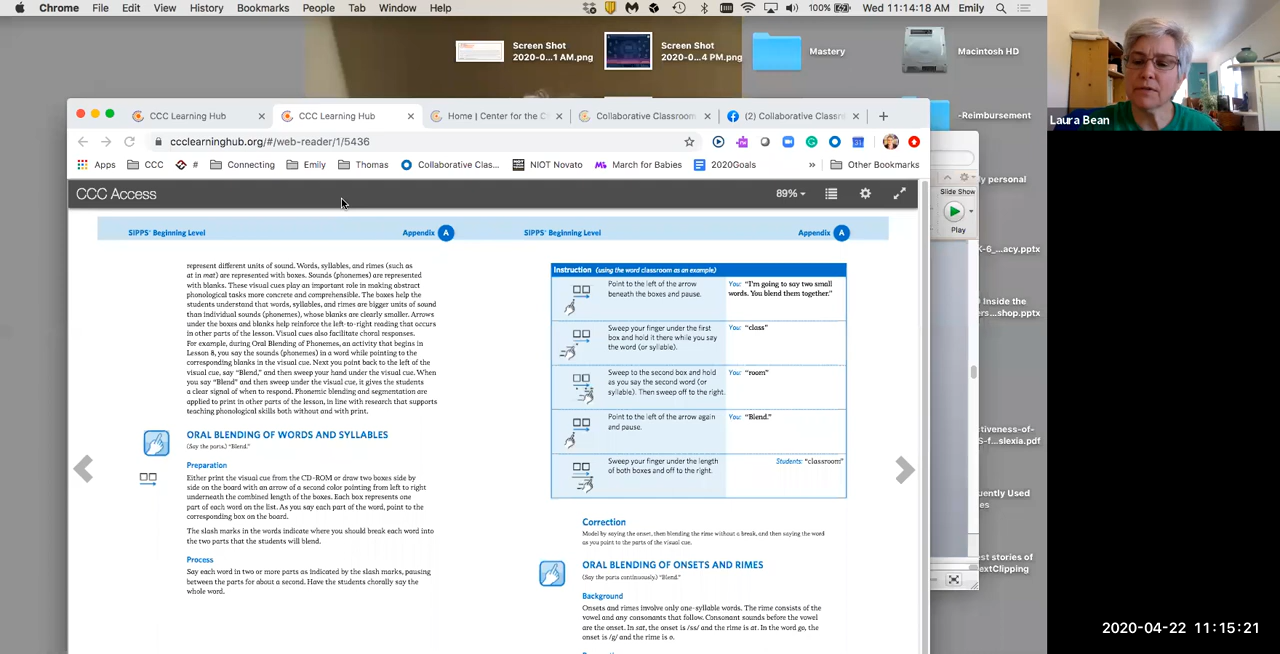 Chrome File Edit View History Bookmarks People Tab Window Help
100% Wed 11:14:18 AM Emily
Screen Shot
2020-0...1 AM.png
Screen Shot
2020-0...4 PM.png
Mastery
Macintosh HD
CCC Learning Hub
CCC Learning Hub
Home | Center for the C
Collaborative Classroom
(2) Collaborative Classr
-Reimbursement
Laura Bean
ccclearninghub.org/#/web-reader/1/5436
Apps CCC # Connecting Emily Thomas Collaborative Clas... NIOT Novato March for Babies 2020Goals » Other Bookmarks
y personal
Slide Show
Play
CCC Access
89%
K-6_...acy.pptx
Inside the
ers...shop.pptx
ctiveness-of-
S-f...slexia.pdf
uently Used
est stories of
extClipping
SIPPS® Beginning Level
Appendix A
represent different units of sound. Words, syllables, and rimes (such as
at in mat) are represented with boxes. Sounds (phonemes) are represented
with blanks. These visual cues play an important role in making abstract
phonological tasks more concrete and comprehensible. The boxes help the
students understand that words, syllables, and rimes are bigger units of sound
than individual sounds (phonemes), whose blanks are clearly smaller. Arrows
under the boxes and blanks help reinforce the left-to-right reading that occurs
in other parts of the lesson. Visual cues also facilitate choral responses.
For example, during Oral Blending of Phonemes, an activity that begins in
Lesson 8, you say the sounds (phonemes) in a word while pointing to the
corresponding blanks in the visual cue. Next you point back to the left of the
visual cue, say "Blend," and then sweep your hand under the visual cue. When
you say "Blend" and then sweep under the visual cue, it gives the students
a clear signal of when to respond. Phonemic blending and segmentation are
applied to print in other parts of the lesson, in line with research that supports
teaching phonological skills both without and with print.
ORAL BLENDING OF WORDS AND SYLLABLES
(Say the parts.) "Blend."
Preparation
Either print the visual cue from the CD-ROM or draw two boxes side by
side on the board with an arrow of a second color pointing from left to right
underneath the combined length of the boxes. Each box represents one
part of each word on the list. As you say each part of the word, point to the
corresponding box on the board.
The slash marks in the words indicate where you should break each word into
the two parts that the students will blend.
Process
Say each word in two or more parts as indicated by the slash marks, pausing
between the parts for about a second. Have the students chorally say the
whole word.
SIPPS® Beginning Level
Appendix A
Instruction (using the word classroom as an example)
Point to the left of the arrow
beneath the boxes and pause.
You: "I'm going to say two small
words. You blend them together."
Sweep your finger under the first
box and hold it there while you say
the word (or syllable).
You: "class"
Sweep to the second box and hold
as you say the second word (or
syllable). Then sweep off to the right.
You: "room"
Point to the left of the arrow again
and pause.
You: "Blend."
Sweep your finger under the length
of both boxes and off to the right.
Students: "classroom"
Correction
Model by saying the onset, then blending the rime without a break, and then saying the word
as you point to the parts of the visual cue.
ORAL BLENDING OF ONSETS AND RIMES
(Say the parts continuously.) "Blend."
Background
Onsets and rimes involve only one-syllable words. The rime consists of the
vowel and any consonants that follow. Consonant sounds before the vowel
are the onset. In sat, the onset is /ss/ and the rime is at. In the word go, the
onset is /g/ and the rime is o.
2020-04-22 11:15:21